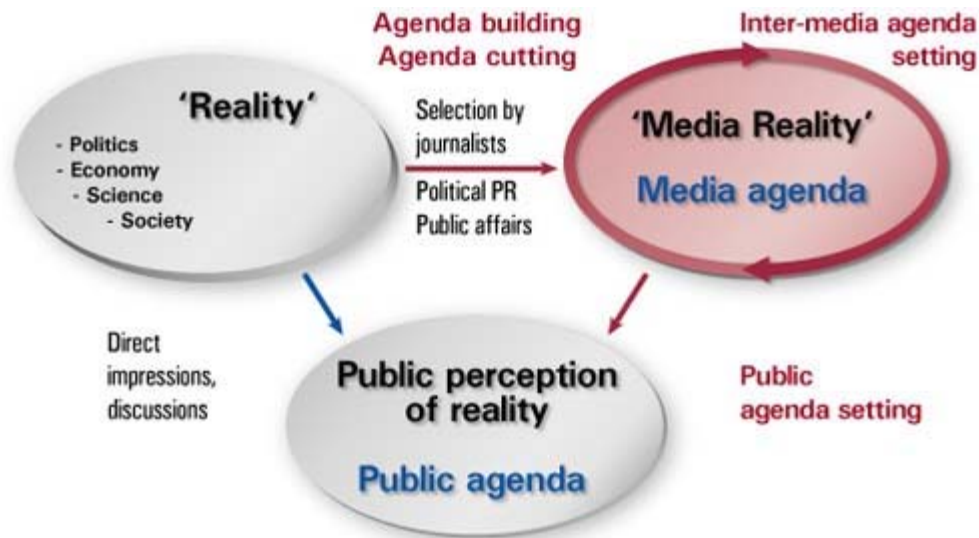 Agenda building
Agenda cutting
Inter-media agenda
setting
'Reality'
- Politics
- Economy
- Science
- Society
Selection by
journalists
Political PR
Public affairs
'Media Reality'
Media agenda
Direct
impressions,
discussions
Public perception
of reality
Public agenda
Public
agenda setting